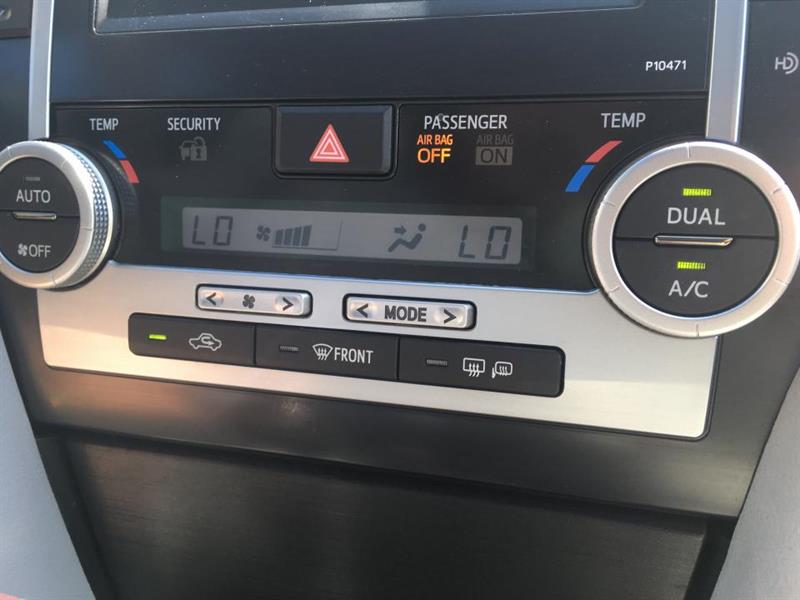 P10471
HD
TEMP
SECURITY
PASSENGER
AIR BAG
OFF
AIR BAG
ON
TEMP
AUTO
OFF
LO
LO
DUAL
A/C
< >
< MODE >
FRONT